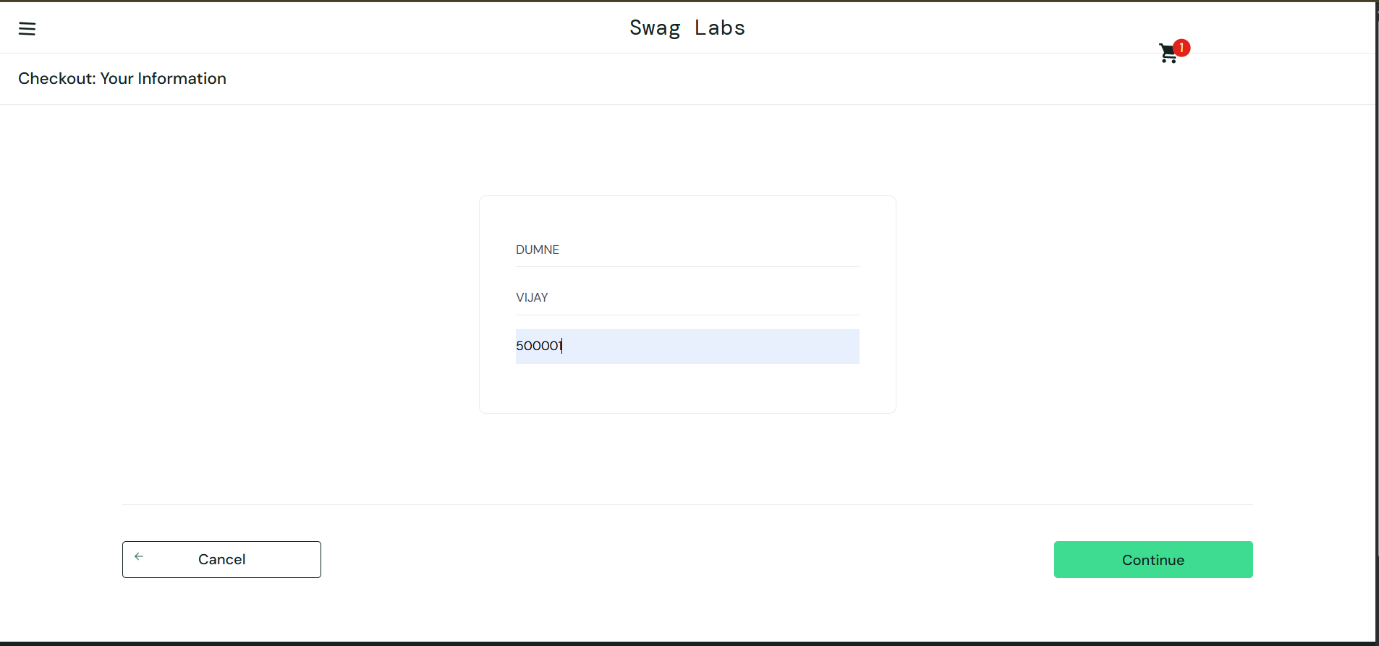 Swag Labs
1
Checkout: Your Information
DUMNE
VIJAY
500001
Cancel
Continue